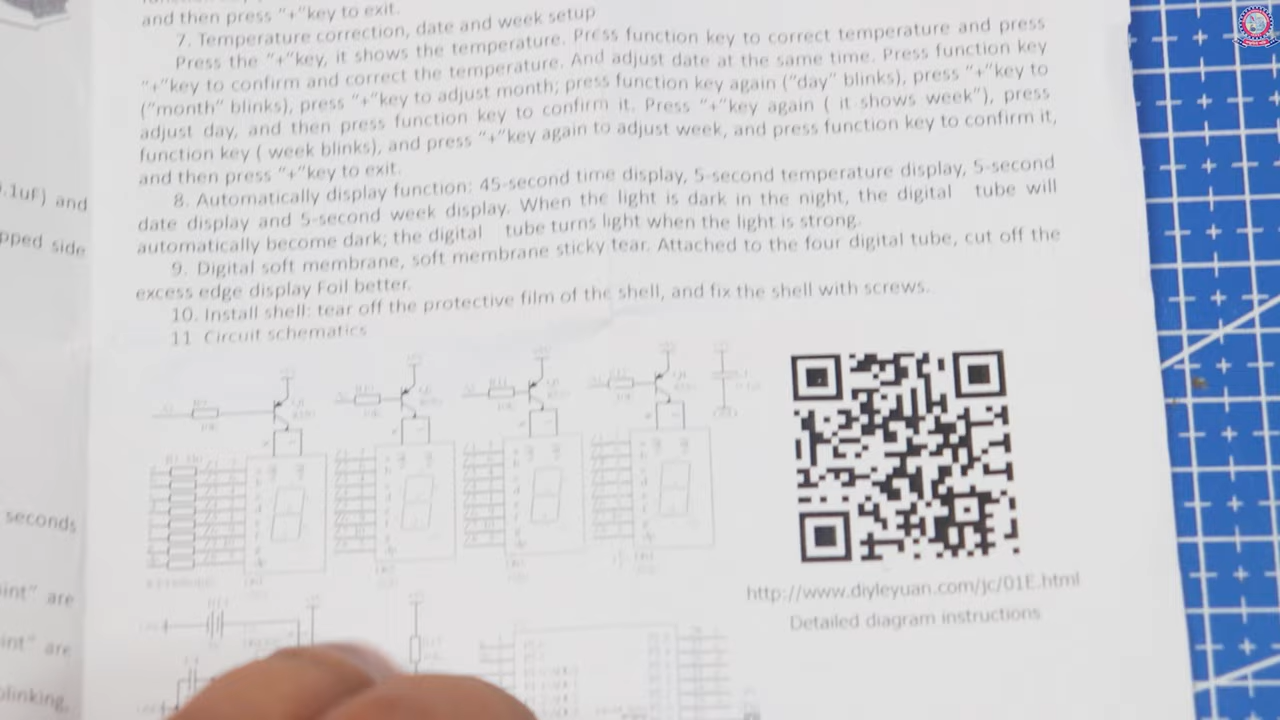 and then press "+"key to exit.
7. Temperature correction, date and week setup
Press the "+"key, it shows the temperature. Press function key to correct temperature and press
"+"key to confirm and correct the temperature. And adjust date at the same time. Press function key
("month" blinks), press "+"key to adjust month; press function key again ("day" blinks), press "+"key to
adjust day, and then press function key to confirm it. Press "+"key again ( it shows week"), press
function key ( week blinks), and press "+"key again to adjust week, and press function key to confirm it,
and then press "+"key to exit.
8. Automatically display function: 45-second time display, 5-second temperature display, 5-second
date display and 5-second week display. When the light is dark in the night, the digital tube will
automatically become dark; the digital tube turns light when the light is strong.
9. Digital soft membrane, soft membrane sticky tear. Attached to the four digital tube, cut off the
excess edge display Foil better.
10. Install shell: tear off the protective film of the shell, and fix the shell with screws.
11 Circuit schematics
http://www.diyleyuan.com/jc/01E.html
Detailed diagram instructions
.1uF) and
pped side
seconds
int" are
int" are
blinking,